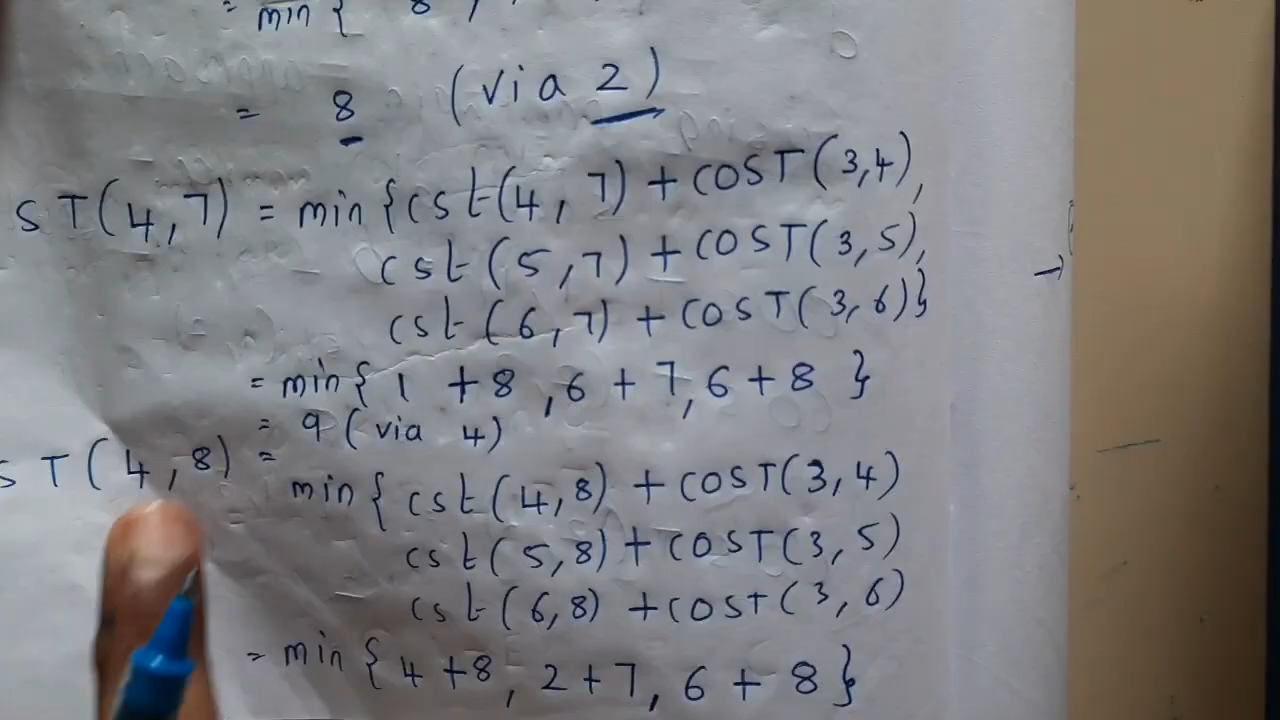 = min { 8 ,
= 8 (via 2)
ST(4,7) = min {cst(4, 7) + COST(3,4),
cst (5,7) + COST(3,5),
cst (6,7) + COST(3,6)}
= min { 1 + 8 , 6 + 7, 6 + 8 }
= 9 (via 4)
ST(4,8) =
min { cst(4,8) + COST(3,4)
cst (5,8) + COST(3,5)
cst (6,8) + COST(3,6)
= min { 4 + 8, 2 + 7, 6 + 8 }